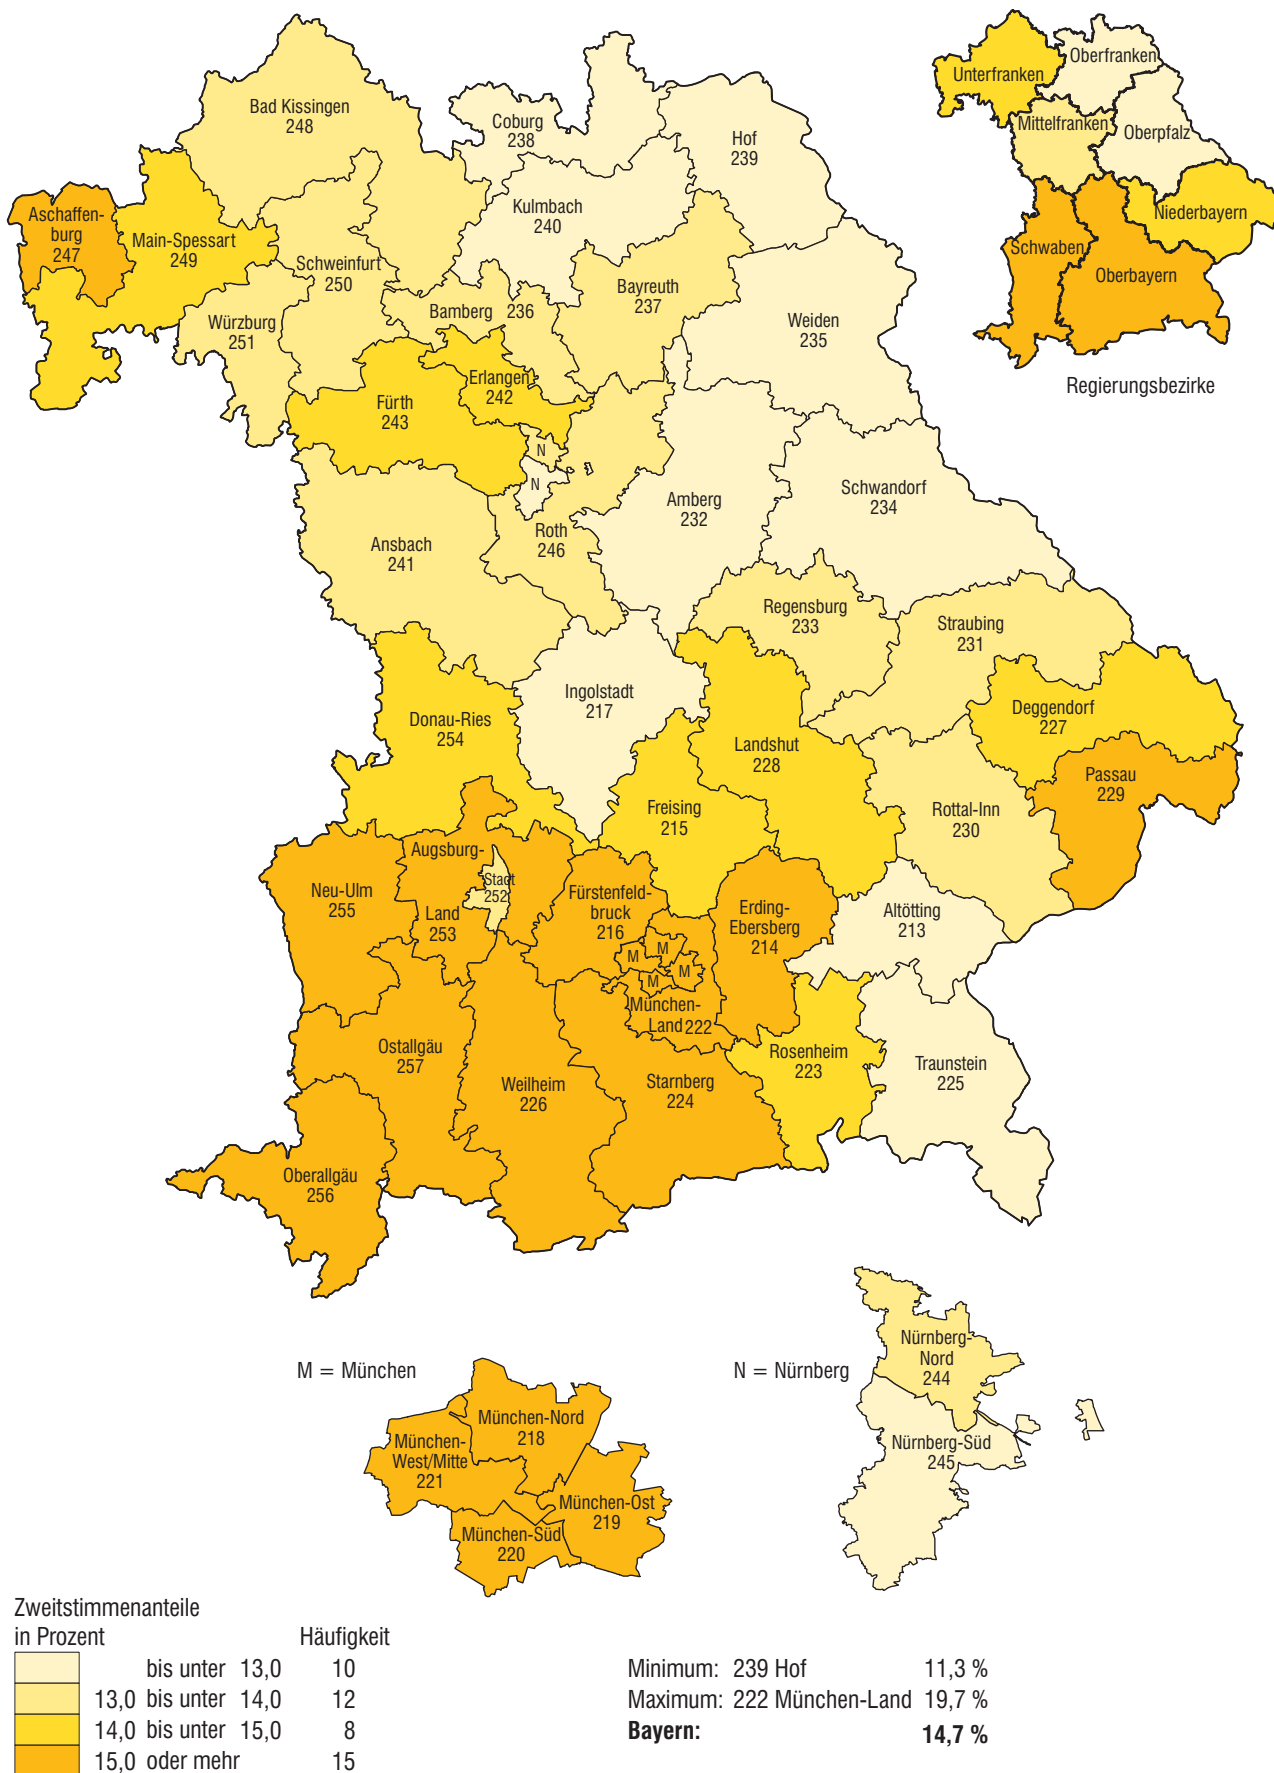 Oberfranken
Unterfranken
Mittelfranken
Oberpfalz
Niederbayern
Schwaben
Oberbayern
Regierungsbezirke
Bad Kissingen
248
Coburg
238
Hof
239
Kulmbach
240
Aschaffen-
burg
247
Main-Spessart
249
Schweinfurt
250
Bayreuth
237
Bamberg 236
Würzburg
251
Weiden
235
Erlangen
242
Fürth
243
N
N
Amberg
232
Schwandorf
234
Roth
246
Ansbach
241
Regensburg
233
Straubing
231
Ingolstadt
217
Donau-Ries
254
Deggendorf
227
Landshut
228
Passau
229
Freising
215
Rottal-Inn
230
Augsburg-
Stadt
252
Land
253
Neu-Ulm
255
Fürstenfeld-
bruck
216
Erding-
Ebersberg
214
Altötting
213
M
M
M
M
München-
Land 222
Ostallgäu
257
Rosenheim
223
Traunstein
225
Weilheim
226
Starnberg
224
Oberallgäu
256
M = München
München-Nord
218
München-
West/Mitte
221
München-Ost
219
München-Süd
220
N = Nürnberg
Nürnberg-
Nord
244
Nürnberg-Süd
245
Zweitstimmenanteile
in Prozent Häufigkeit
bis unter 13,0 10
13,0 bis unter 14,0 12
14,0 bis unter 15,0 8
15,0 oder mehr 15
Minimum: 239 Hof 11,3 %
Maximum: 222 München-Land 19,7 %
Bayern: 14,7 %